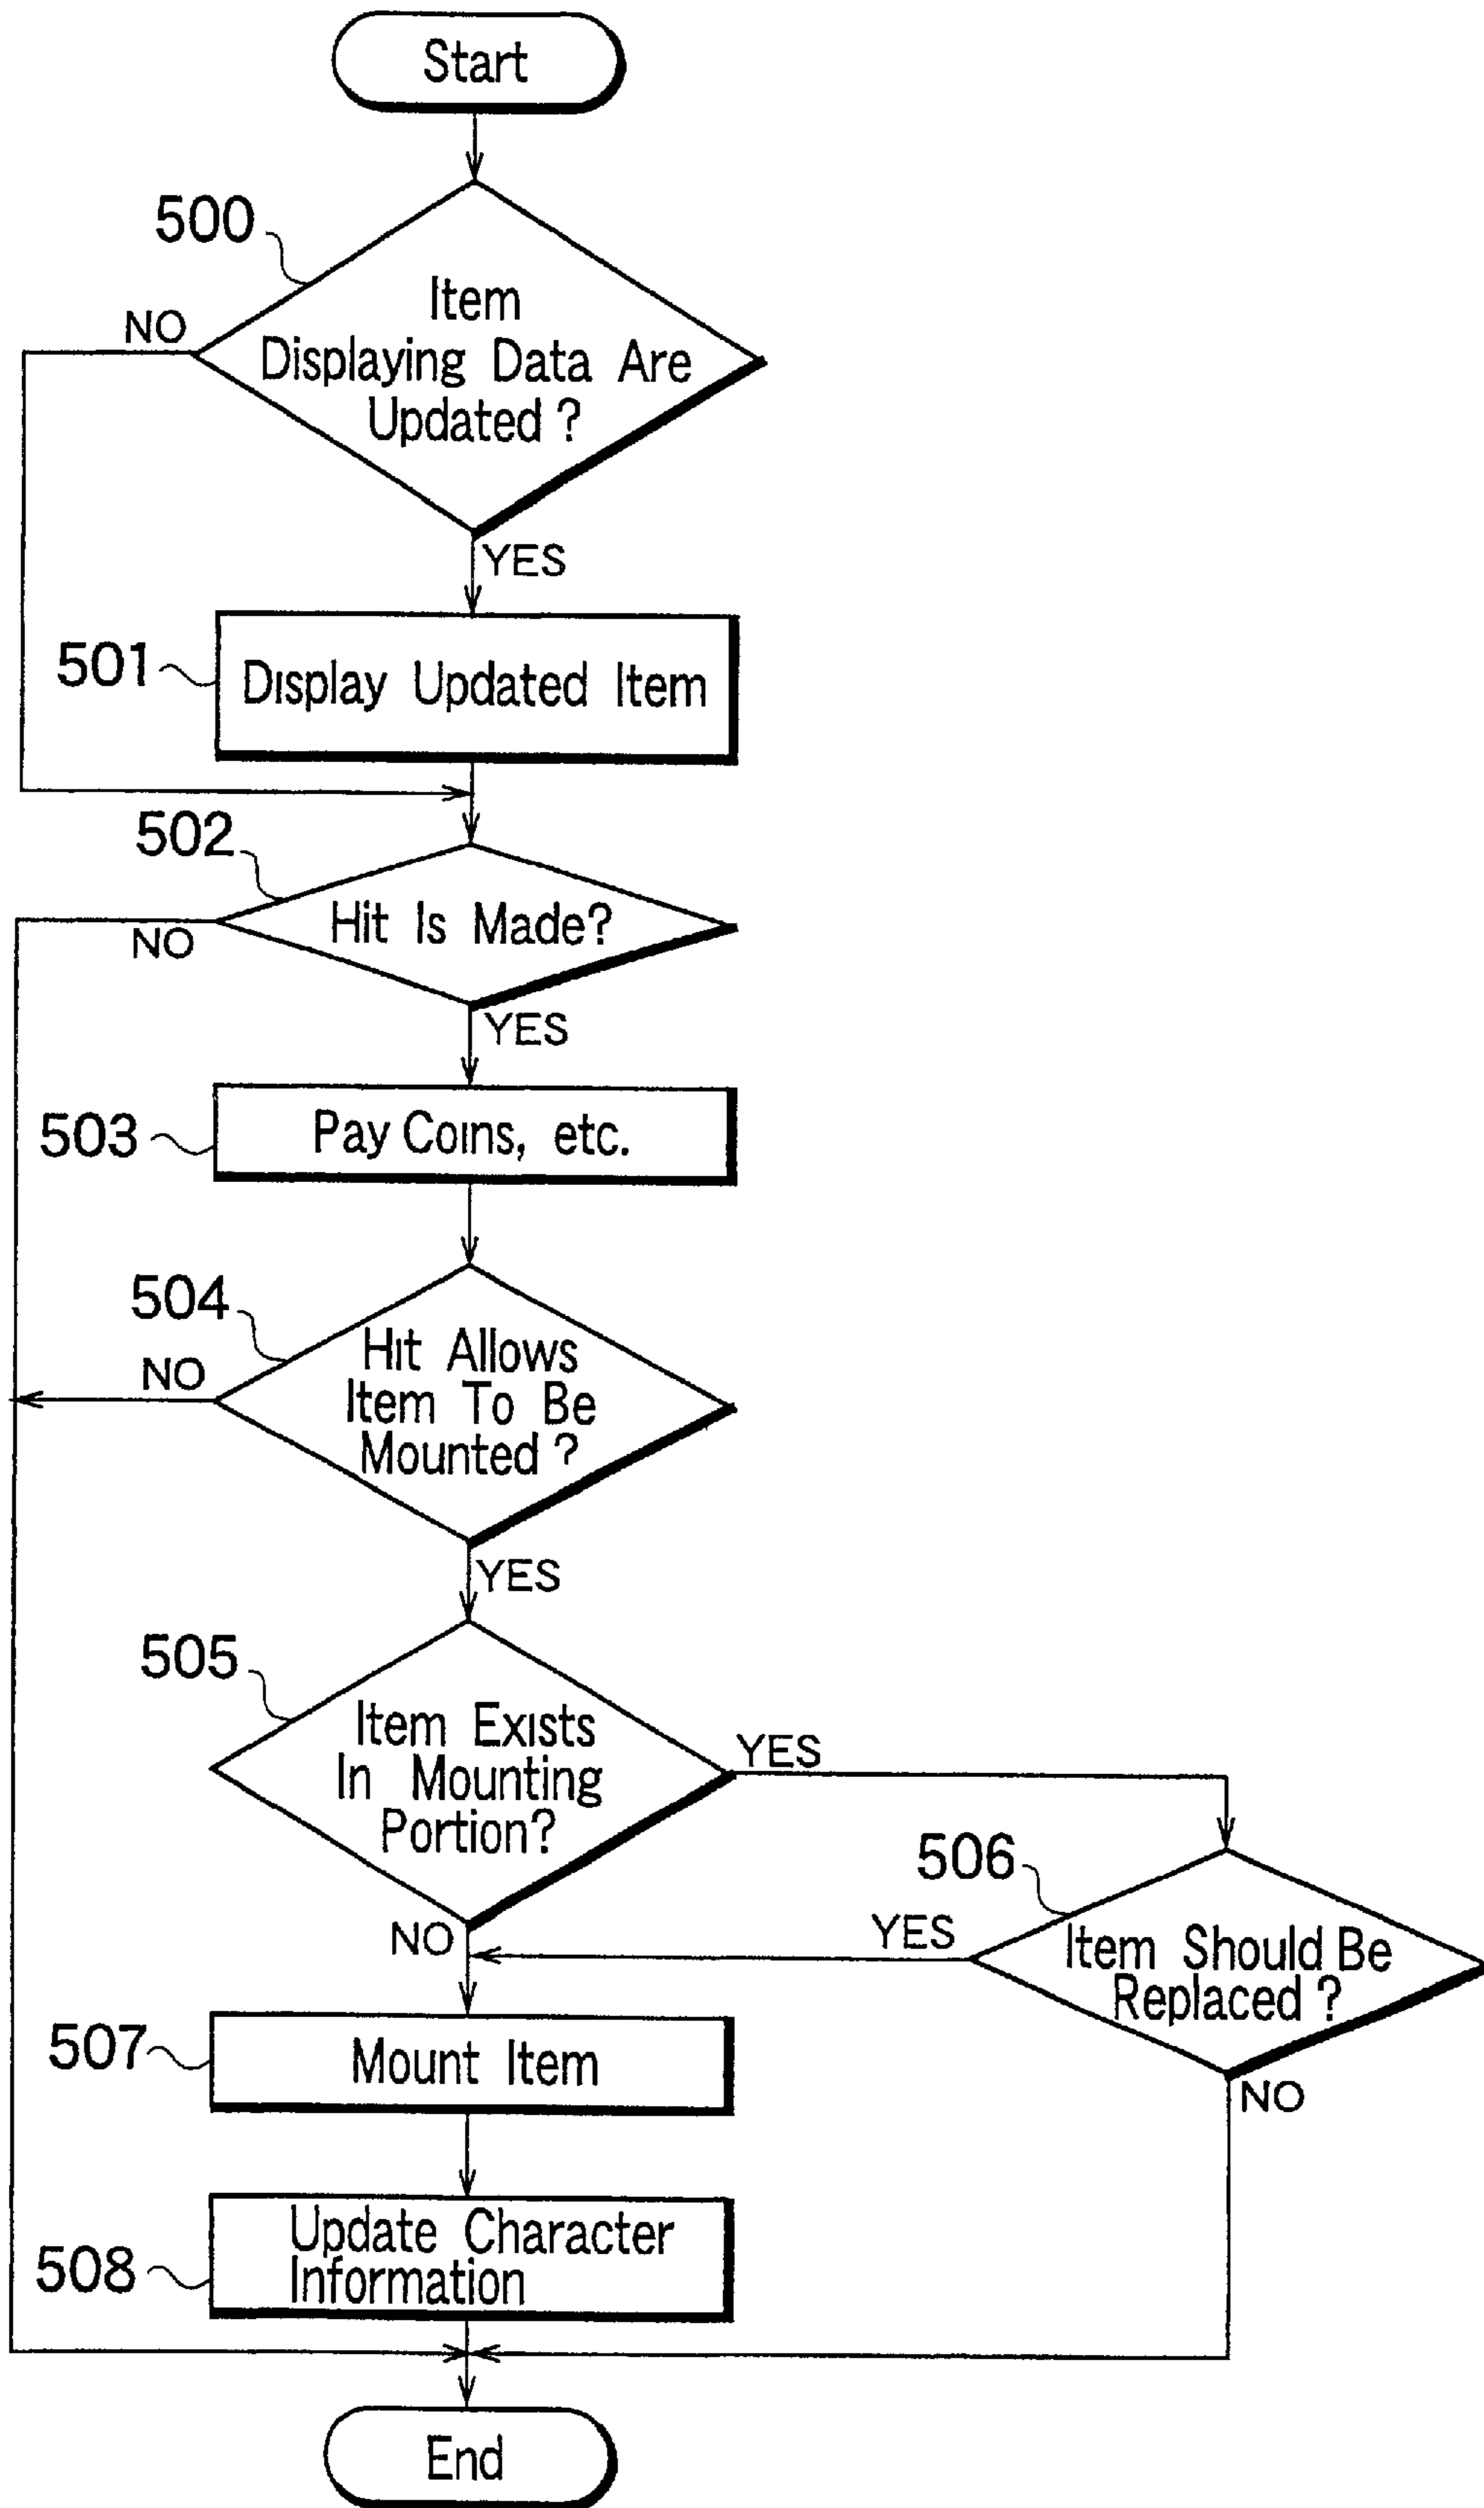 Start
500
Item
Displaying Data Are
Updated?
NO
YES
501
Display Updated Item
502
Hit Is Made?
NO
YES
503
Pay Coins, etc.
504
Hit Allows
Item To Be
Mounted?
NO
YES
505
Item Exists
In Mounting
Portion?
YES
NO
506
Item Should Be
Replaced?
YES
NO
507
Mount Item
508
Update Character
Information
End